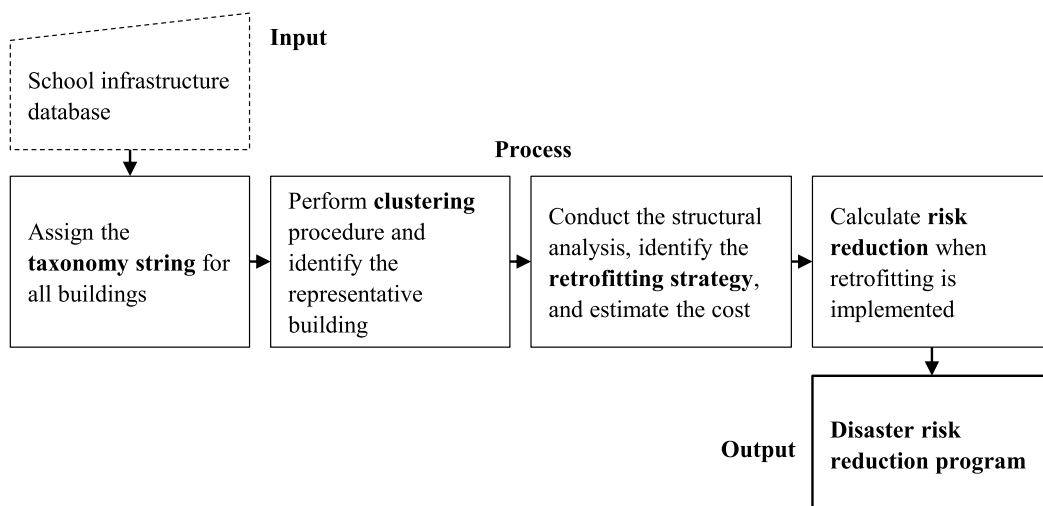 Input
School infrastructure
database
Process
Assign the
taxonomy string for
all buildings
Perform clustering
procedure and
identify the
representative
building
Conduct the structural
analysis, identify the
retrofitting strategy,
and estimate the cost
Calculate risk
reduction when
retrofitting is
implemented
Output
Disaster risk
reduction program